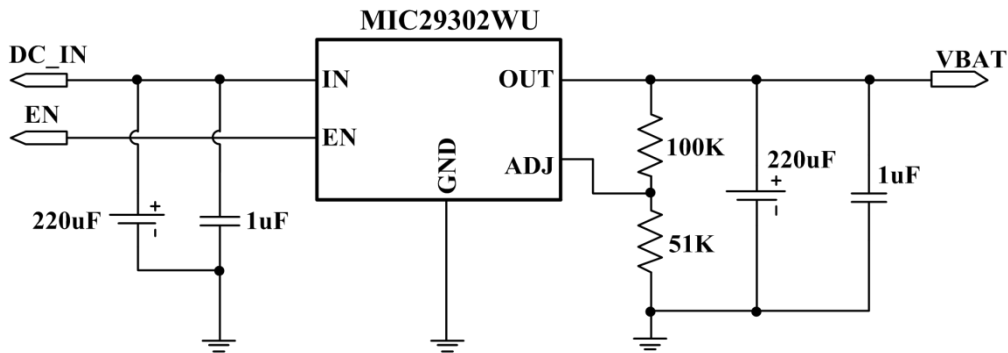 MIC29302WU
DC_IN
VBAT
IN
OUT
EN
EN
GND
ADJ
100K
220uF
+
-
1uF
220uF
+
-
1uF
51K